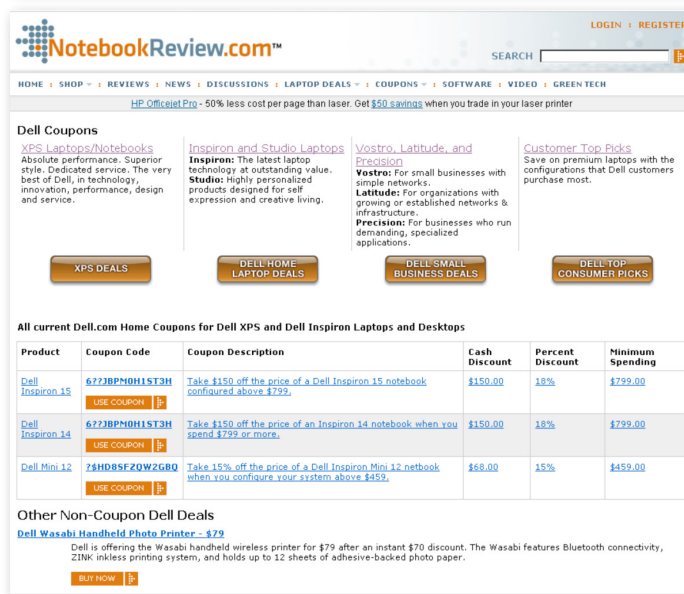 LOGIN : REGISTER
NotebookReview.com™
SEARCH
HOME : SHOP : REVIEWS : NEWS : DISCUSSIONS : LAPTOP DEALS : COUPONS : SOFTWARE : VIDEO : GREEN TECH
HP Officejet Pro - 50% less cost per page than laser. Get $50 savings when you trade in your laser printer
Dell Coupons
XPS Laptops/Notebooks
Absolute performance. Superior
style. Dedicated service. The very
best of Dell, in technology,
innovation, performance, design
and service.
XPS DEALS
Inspiron and Studio Laptops
Inspiron: The latest laptop
technology at outstanding value.
Studio: Highly personalized
products designed for self
expression and creative living.
DELL HOME
LAPTOP DEALS
Vostro, Latitude, and
Precision
Vostro: For small businesses with
simple networks.
Latitude: For organizations with
growing or established networks &
infrastructure.
Precision: For businesses who run
demanding, specialized
applications.
DELL SMALL
BUSINESS DEALS
Customer Top Picks
Save on premium laptops with the
configurations that Dell customers
purchase most.
DELL TOP
CONSUMER PICKS
All current Dell.com Home Coupons for Dell XPS and Dell Inspiron Laptops and Desktops
Product Coupon Code Coupon Description Cash Discount Percent Discount Minimum Spending
Dell Inspiron 15 6??JBPM0H1ST3H Take $150 off the price of a Dell Inspiron 15 notebook $150.00 18% $799.00
configured above $799.
USE COUPON
Dell Inspiron 14 6??JBPM0H1ST3H Take $150 off the price of an Inspiron 14 notebook when you $150.00 18% $799.00
spend $799 or more.
USE COUPON
Dell Mini 12 ?$HD8SFZQW2GBQ Take 15% off the price of a Dell Inspiron Mini 12 netbook $68.00 15% $459.00
when you configure your system above $459.
USE COUPON
Other Non-Coupon Dell Deals
Dell Wasabi Handheld Photo Printer - $79
Dell is offering the Wasabi handheld wireless printer for $79 after an instant $70 discount. The Wasabi features Bluetooth connectivity,
ZINK inkless printing system, and holds up to 12 sheets of adhesive-backed photo paper.
BUY NOW